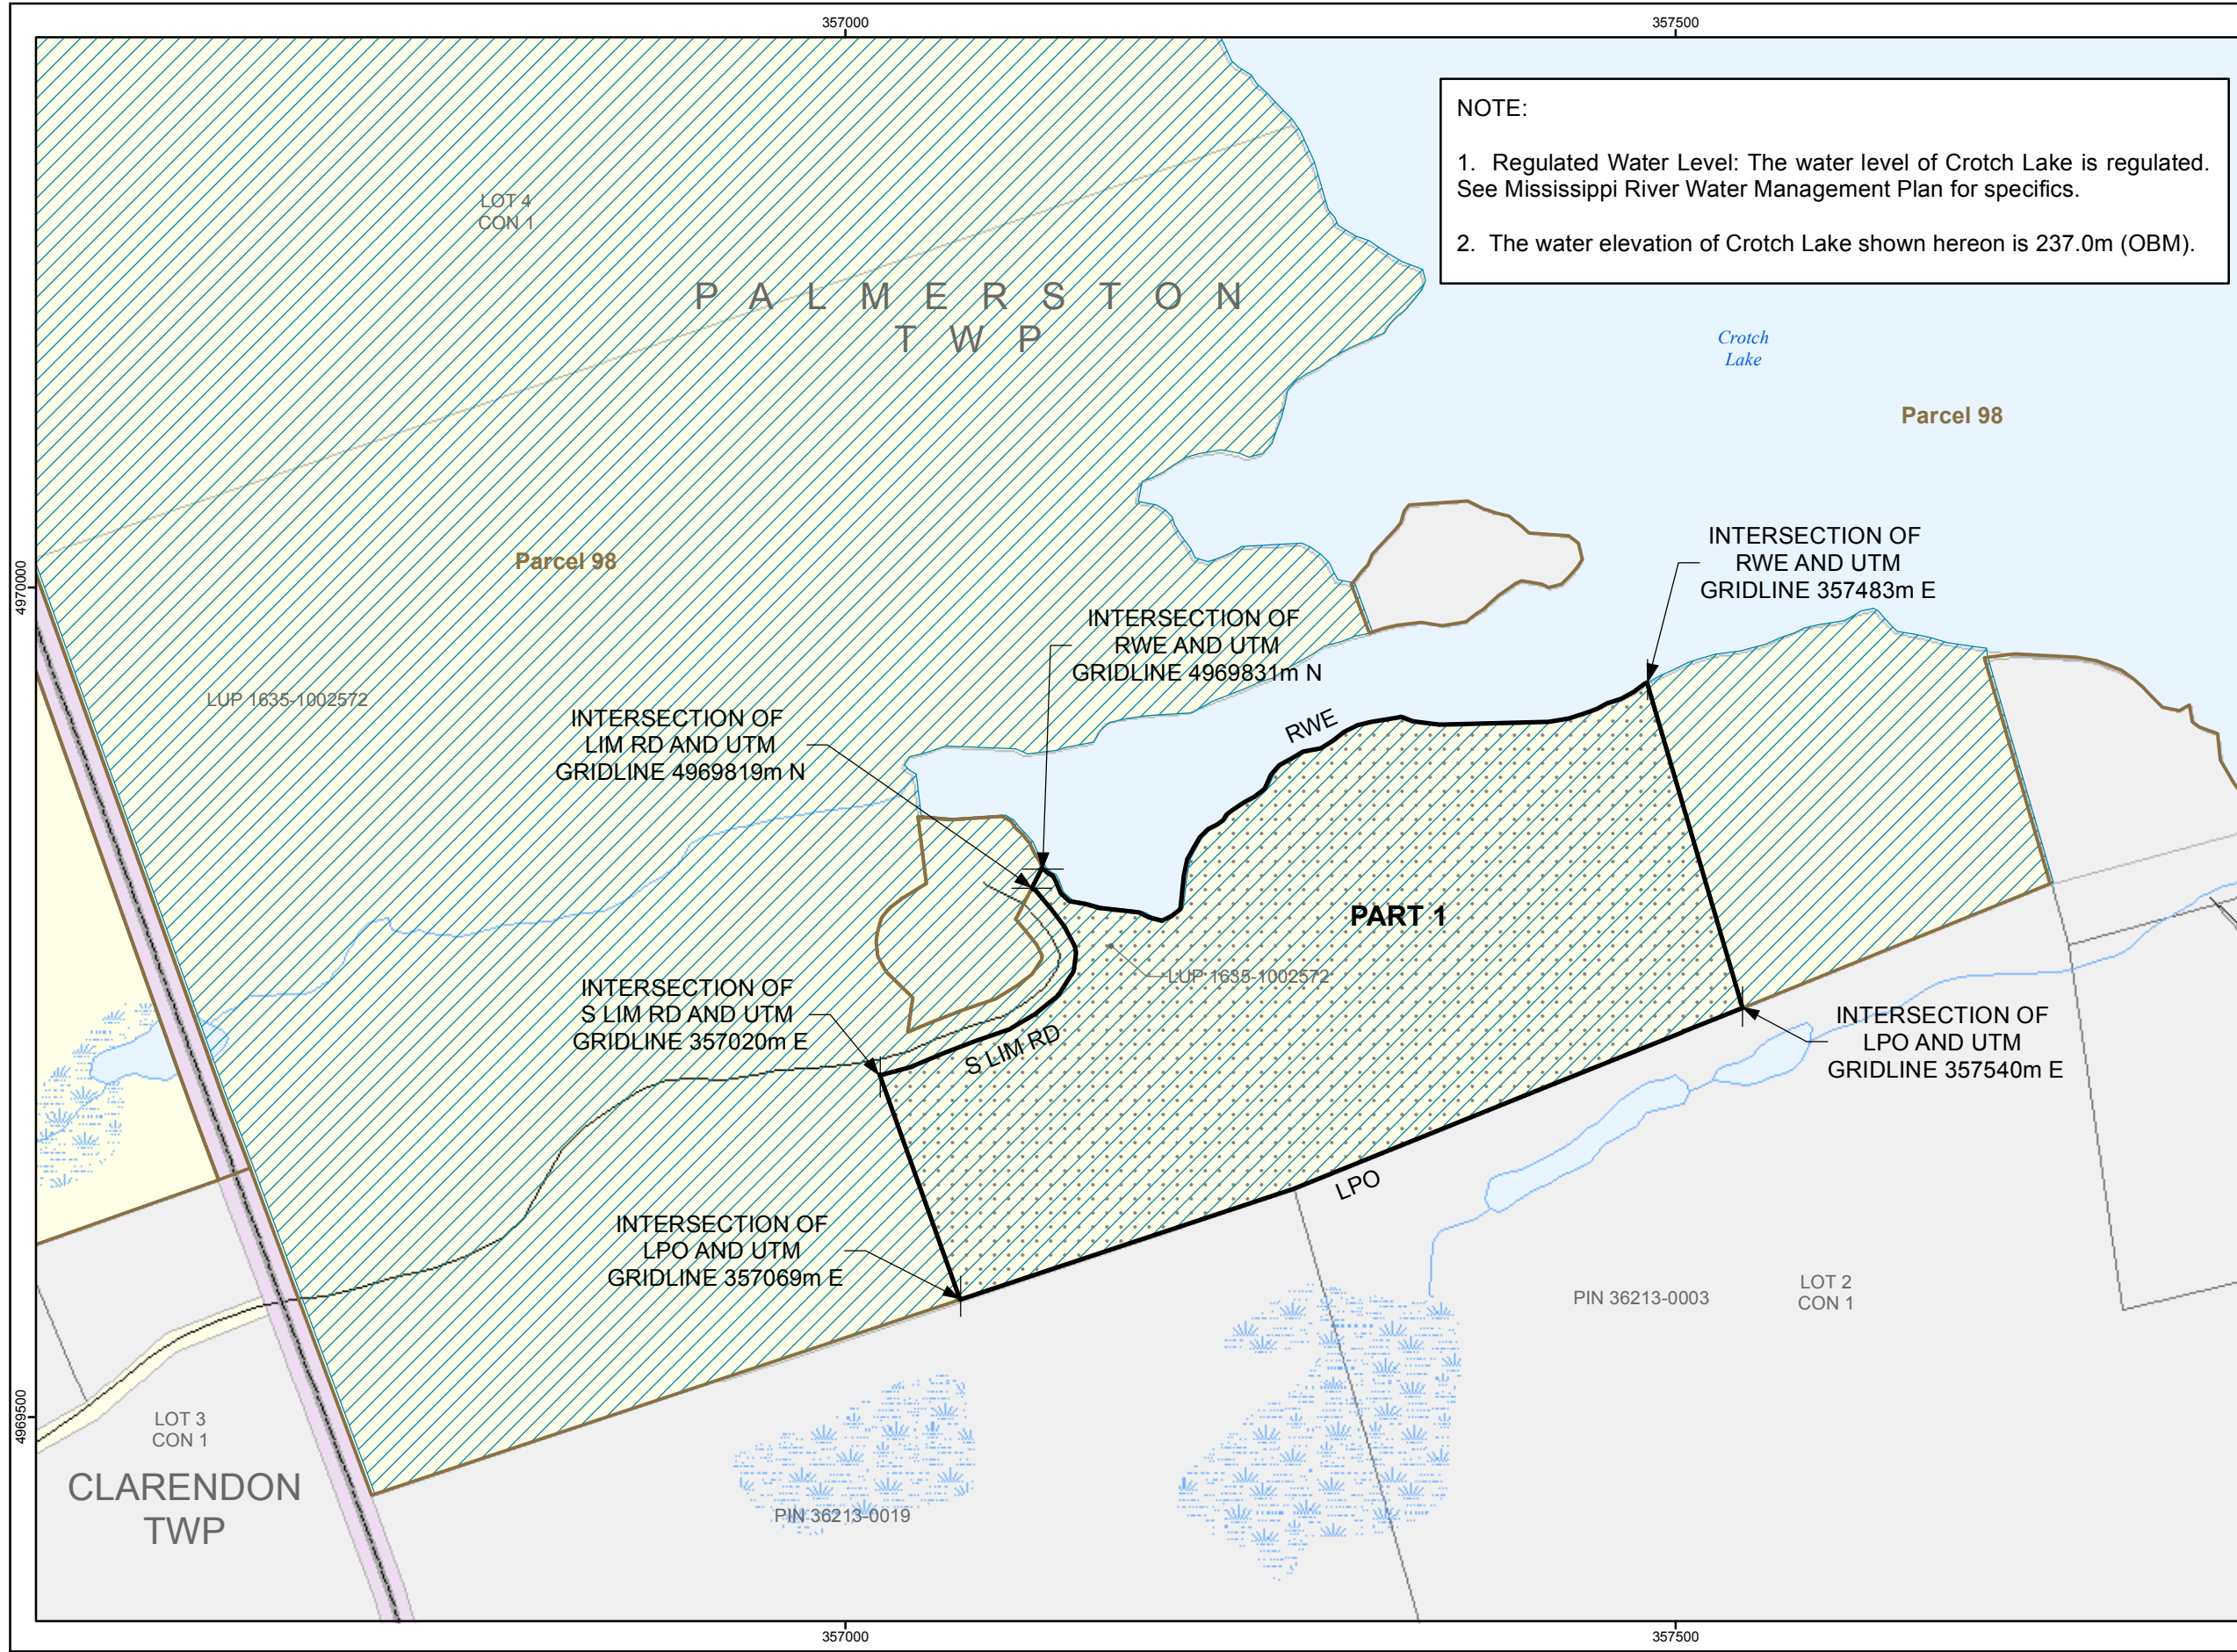 357000
357500
NOTE:
1. Regulated Water Level: The water level of Crotch Lake is regulated.
See Mississippi River Water Management Plan for specifics.
2. The water elevation of Crotch Lake shown hereon is 237.0m (OBM).
LOT 4
CON 1
PALMERSTON
TWP
Crotch
Lake
Parcel 98
Parcel 98
4970000
INTERSECTION OF
RWE AND UTM
GRIDLINE 357483m E
INTERSECTION OF
RWE AND UTM
GRIDLINE 4969831m N
LUP 1635-1002572
INTERSECTION OF
LIM RD AND UTM
GRIDLINE 4969819m N
RWE
PART 1
LUP 1635-1002572
INTERSECTION OF
S LIM RD AND UTM
GRIDLINE 357020m E
S LIM RD
INTERSECTION OF
LPO AND UTM
GRIDLINE 357540m E
LPO
INTERSECTION OF
LPO AND UTM
GRIDLINE 357069m E
PIN 36213-0003
LOT 2
CON 1
4969500
LOT 3
CON 1
CLARENDON
TWP
PIN 36213-0019
357000
357500